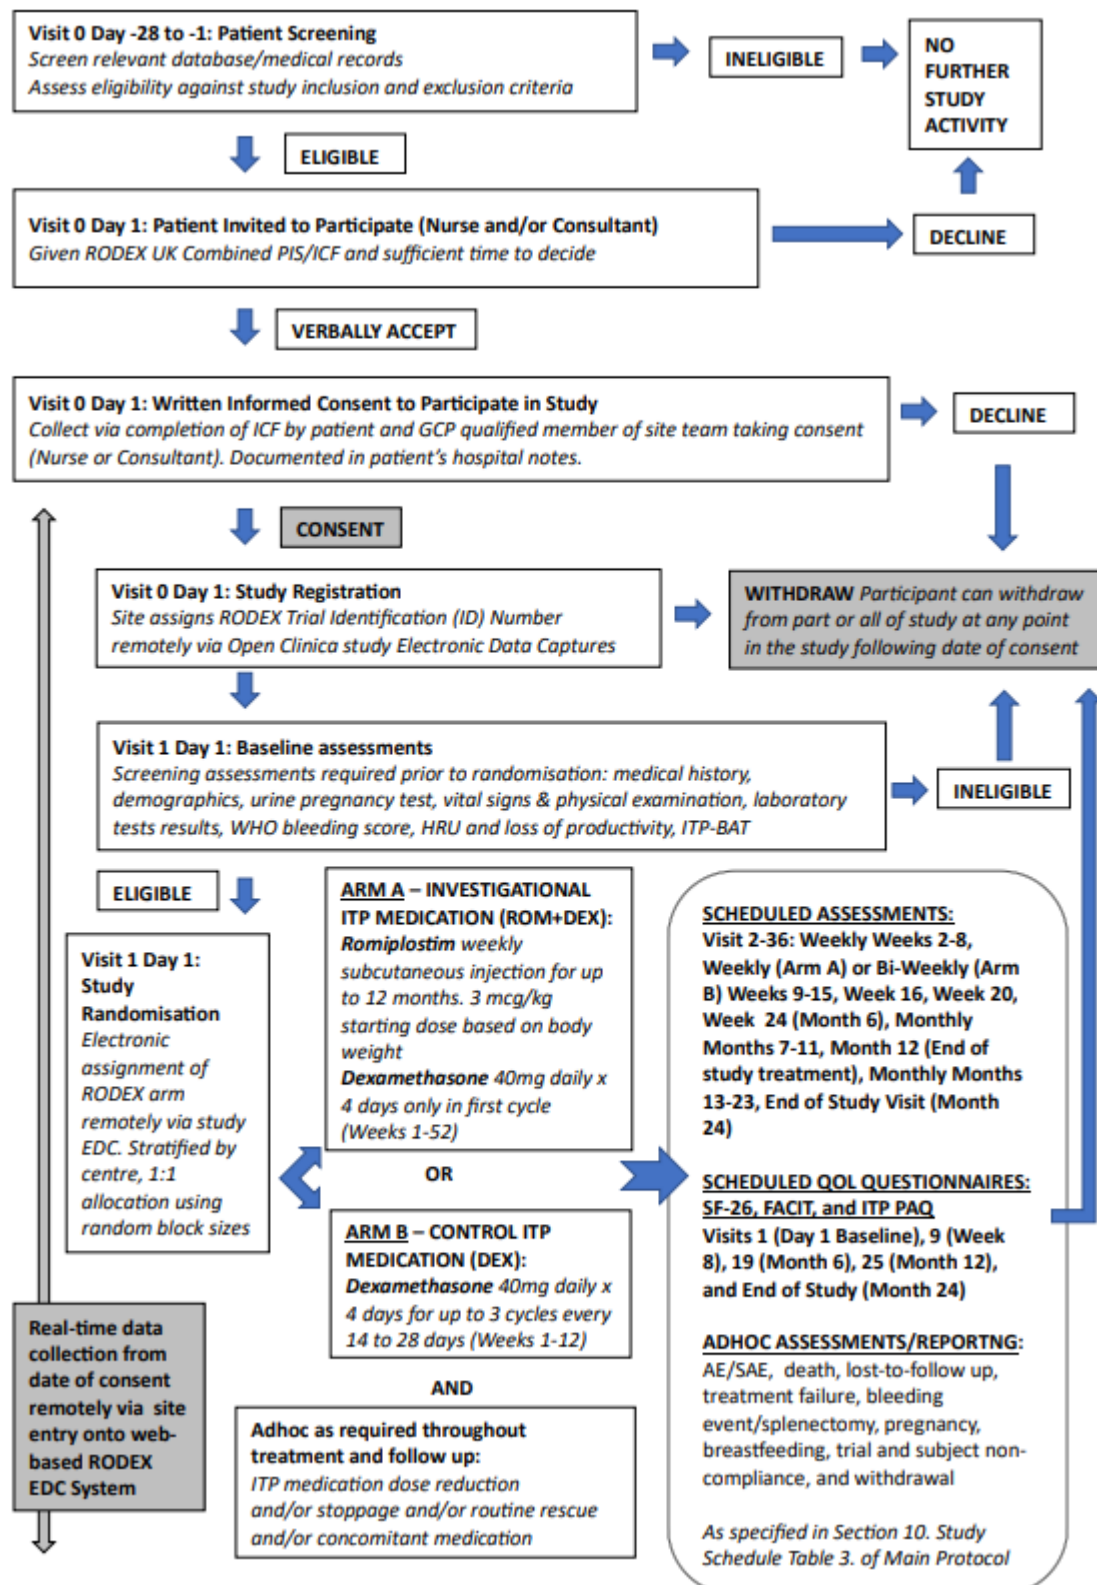 Visit 0 Day -28 to -1: Patient Screening
Screen relevant database/medical records
Assess eligibility against study inclusion and exclusion criteria
INELIGIBLE
NO
FURTHER
STUDY
ACTIVITY
ELIGIBLE
Visit 0 Day 1: Patient Invited to Participate (Nurse and/or Consultant)
Given RODEX UK Combined PIS/ICF and sufficient time to decide
DECLINE
VERBALLY ACCEPT
Visit 0 Day 1: Written Informed Consent to Participate in Study
Collect via completion of ICF by patient and GCP qualified member of site team taking consent
(Nurse or Consultant). Documented in patient's hospital notes.
DECLINE
CONSENT
Visit 0 Day 1: Study Registration
Site assigns RODEX Trial Identification (ID) Number
remotely via Open Clinica study Electronic Data Captures
WITHDRAW Participant can withdraw
from part or all of study at any point
in the study following date of consent
Visit 1 Day 1: Baseline assessments
Screening assessments required prior to randomisation: medical history,
demographics, urine pregnancy test, vital signs & physical examination, laboratory
tests results, WHO bleeding score, HRU and loss of productivity, ITP-BAT
INELIGIBLE
ELIGIBLE
Visit 1 Day 1:
Study
Randomisation
Electronic
assignment of
RODEX arm
remotely via study
EDC. Stratified by
centre, 1:1
allocation using
random block sizes
ARM A – INVESTIGATIONAL
ITP MEDICATION (ROM+DEX):
Romiplostim weekly
subcutaneous injection for up
to 12 months. 3 mcg/kg
starting dose based on body
weight
Dexamethasone 40mg daily x
4 days only in first cycle
(Weeks 1-52)
OR
ARM B – CONTROL ITP
MEDICATION (DEX):
Dexamethasone 40mg daily x
4 days for up to 3 cycles every
14 to 28 days (Weeks 1-12)
AND
Adhoc as required throughout
treatment and follow up:
ITP medication dose reduction
and/or stoppage and/or routine rescue
and/or concomitant medication
SCHEDULED ASSESSMENTS:
Visit 2-36: Weekly Weeks 2-8,
Weekly (Arm A) or Bi-Weekly (Arm
B) Weeks 9-15, Week 16, Week 20,
Week 24 (Month 6), Monthly
Months 7-11, Month 12 (End of
study treatment), Monthly Months
13-23, End of Study Visit (Month
24)
SCHEDULED QOL QUESTIONNAIRES:
SF-26, FACIT, and ITP PAQ
Visits 1 (Day 1 Baseline), 9 (Week
8), 19 (Month 6), 25 (Month 12),
and End of Study (Month 24)
ADHOC ASSESSMENTS/REPORTNG:
AE/SAE, death, lost-to-follow up,
treatment failure, bleeding
event/splenectomy, pregnancy,
breastfeeding, trial and subject non-
compliance, and withdrawal
As specified in Section 10. Study
Schedule Table 3. of Main Protocol
Real-time data
collection from
date of consent
remotely via site
entry onto web-
based RODEX
EDC System